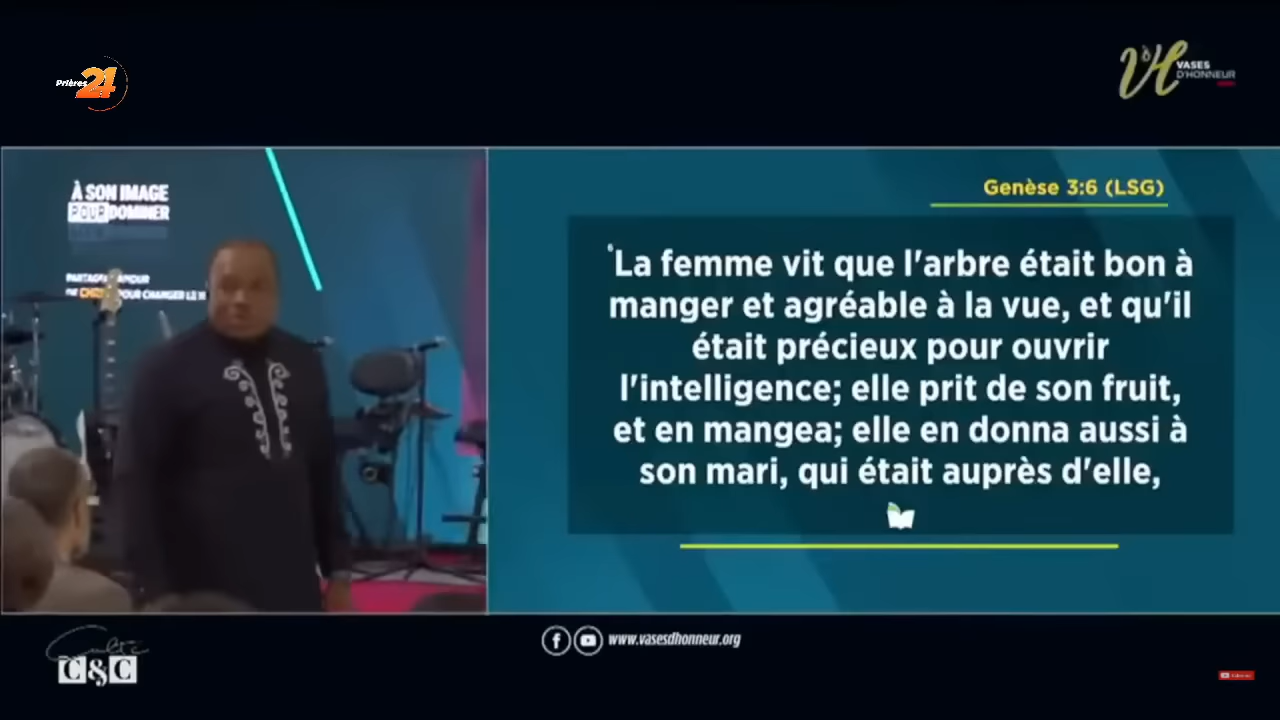 Prières 24
VASES
D'HONNEUR
À SON IMAGE
POUR DOMINER
Genèse 3:6 (LSG)
La femme vit que l'arbre était bon à
manger et agréable à la vue, et qu'il
était précieux pour ouvrir
l'intelligence; elle prit de son fruit,
et en mangea; elle en donna aussi à
son mari, qui était auprès d'elle,
C&C
www.vasesdhonneur.org